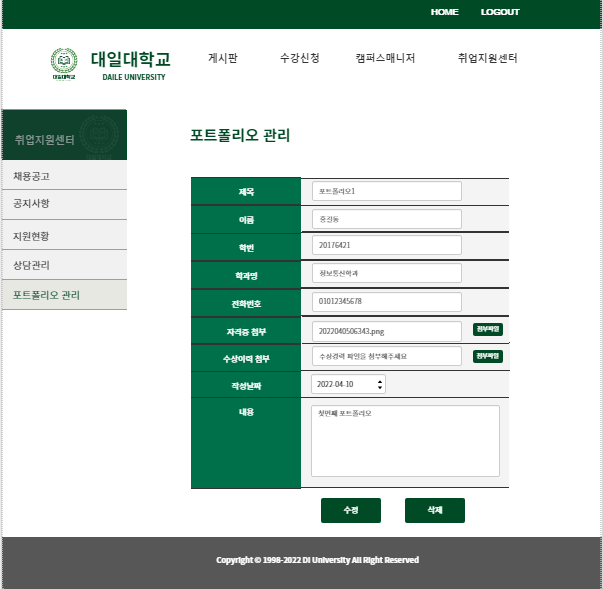 HOME LOGOUT
대일대학교
DAILE UNIVERSITY
대일대학교
게시판 수강신청 캠퍼스매니저 취업지원센터
취업지원센터
채용공고
공지사항
지원현황
상담관리
포트폴리오 관리
포트폴리오 관리
제목 포트폴리오1
이름 홍길동
학번 20176421
학과명 정보통신학과
전화번호 01012345678
자격증 첨부 2022040506343.png 첨부파일
수상이력 첨부 수상경력 파일을 첨부해주세요 첨부파일
작성날짜 2022-04-10
내용 첫번째 포트폴리오
수정 삭제
Copyright © 1998-2022 DI University All Right Reserved